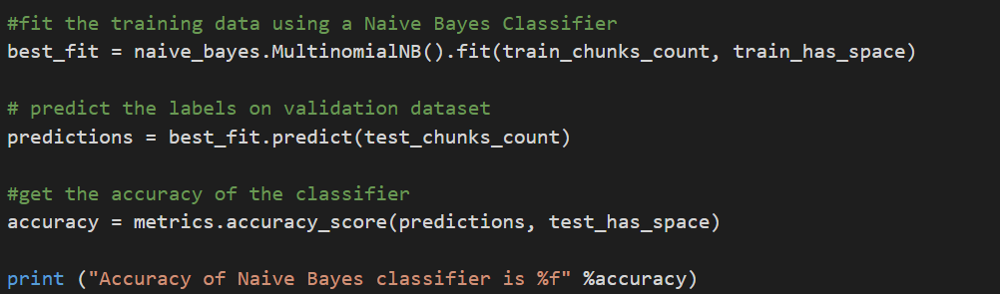 #fit the training data using a Naive Bayes Classifier
best_fit = naive_bayes.MultinomialNB().fit(train_chunks_count, train_has_space)
# predict the labels on validation dataset
predictions = best_fit.predict(test_chunks_count)
#get the accuracy of the classifier
accuracy = metrics.accuracy_score(predictions, test_has_space)
print ("Accuracy of Naive Bayes classifier is %f" %accuracy)